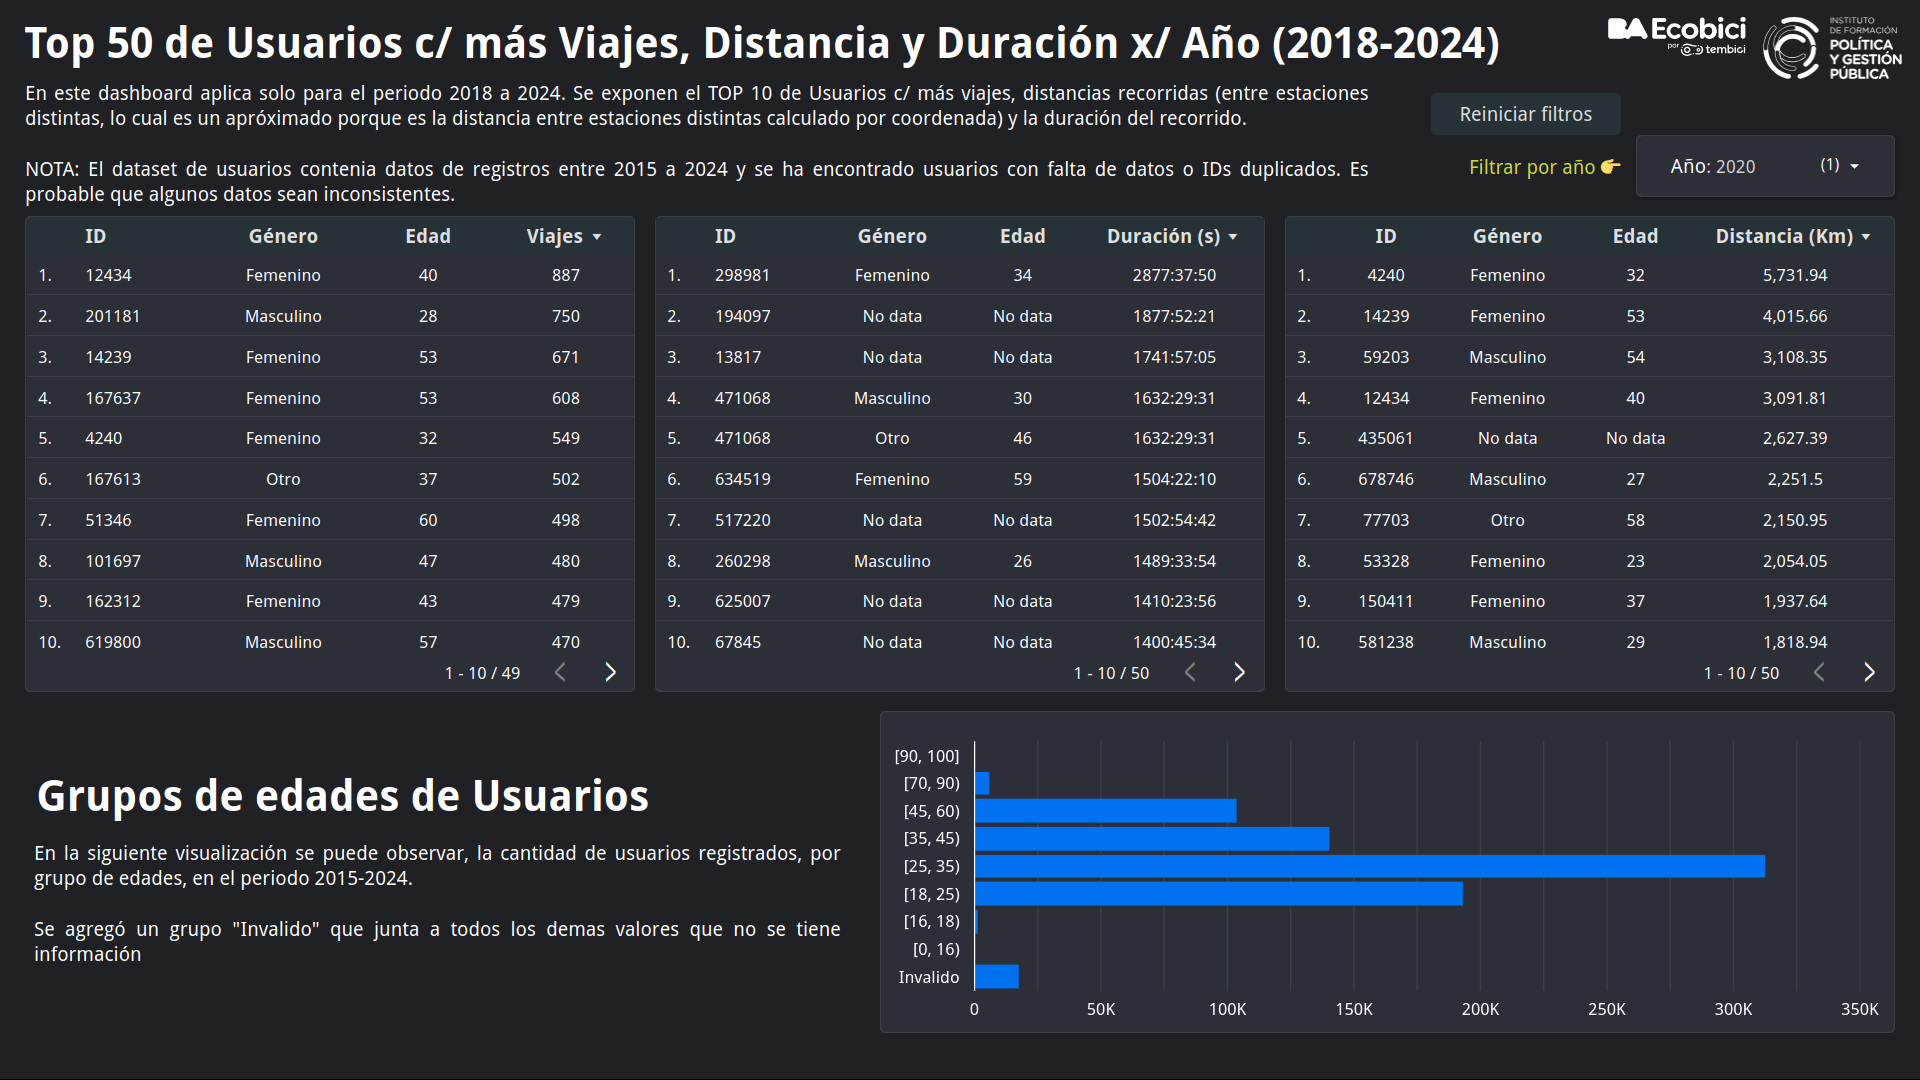 Top 50 de Usuarios c/ más Viajes, Distancia y Duración x/ Año (2018-2024)
BA Ecobici
por tembici
INSTITUTO
DE FORMACIÓN
POLÍTICA
Y GESTIÓN
PÚBLICA
En este dashboard aplica solo para el periodo 2018 a 2024. Se exponen el TOP 10 de Usuarios c/ más viajes, distancias recorridas (entre estaciones
distintas, lo cual es un apróximado porque es la distancia entre estaciones distintas calculado por coordenada) y la duración del recorrido.
NOTA: El dataset de usuarios contenia datos de registros entre 2015 a 2024 y se ha encontrado usuarios con falta de datos o IDs duplicados. Es
probable que algunos datos sean inconsistentes.
Reiniciar filtros
Filtrar por año 👉
Año: 2020 (1)
ID Género Edad Viajes
1. 12434 Femenino 40 887
2. 201181 Masculino 28 750
3. 14239 Femenino 53 671
4. 167637 Femenino 53 608
5. 4240 Femenino 32 549
6. 167613 Otro 37 502
7. 51346 Femenino 60 498
8. 101697 Masculino 47 480
9. 162312 Femenino 43 479
10. 619800 Masculino 57 470
1 - 10 / 49
ID Género Edad Duración (s)
1. 298981 Femenino 34 2877:37:50
2. 194097 No data No data 1877:52:21
3. 13817 No data No data 1741:57:05
4. 471068 Masculino 30 1632:29:31
5. 471068 Otro 46 1632:29:31
6. 634519 Femenino 59 1504:22:10
7. 517220 No data No data 1502:54:42
8. 260298 Masculino 26 1489:33:54
9. 625007 No data No data 1410:23:56
10. 67845 No data No data 1400:45:34
1 - 10 / 50
ID Género Edad Distancia (Km)
1. 4240 Femenino 32 5,731.94
2. 14239 Femenino 53 4,015.66
3. 59203 Masculino 54 3,108.35
4. 12434 Femenino 40 3,091.81
5. 435061 No data No data 2,627.39
6. 678746 Masculino 27 2,251.5
7. 77703 Otro 58 2,150.95
8. 53328 Femenino 23 2,054.05
9. 150411 Femenino 37 1,937.64
10. 581238 Masculino 29 1,818.94
1 - 10 / 50
Grupos de edades de Usuarios
En la siguiente visualización se puede observar, la cantidad de usuarios registrados, por
grupo de edades, en el periodo 2015-2024.
Se agregó un grupo "Invalido" que junta a todos los demas valores que no se tiene
información
[90, 100]
[70, 90)
[45, 60)
[35, 45)
[25, 35)
[18, 25)
[16, 18)
[0, 16)
Invalido
0 50K 100K 150K 200K 250K 300K 350K